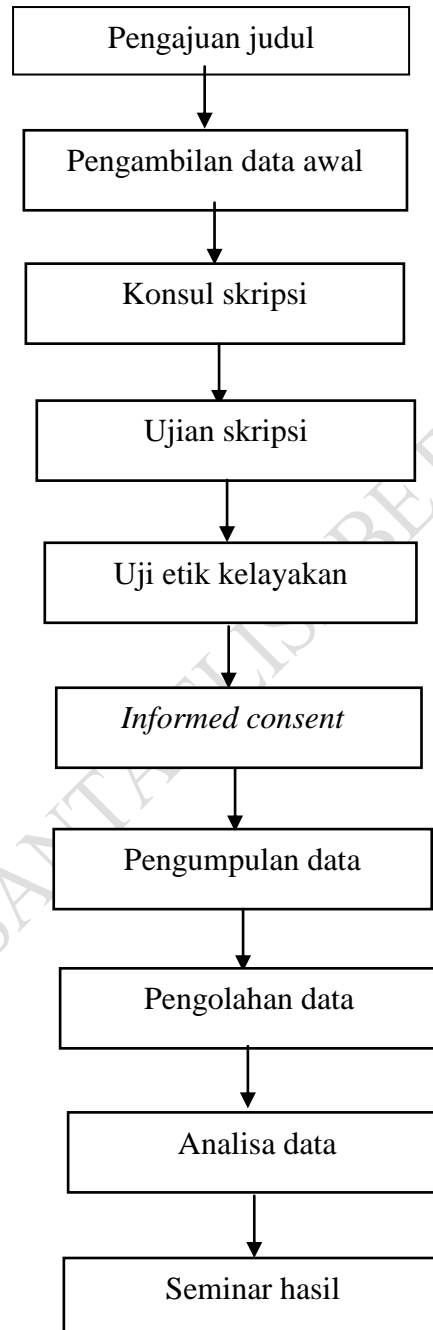 Pengajuan judul
Pengambilan data awal
Konsul skripsi
Ujian skripsi
Uji etik kelayakan
Informed consent
Pengumpulan data
Pengolahan data
Analisa data
Seminar hasil